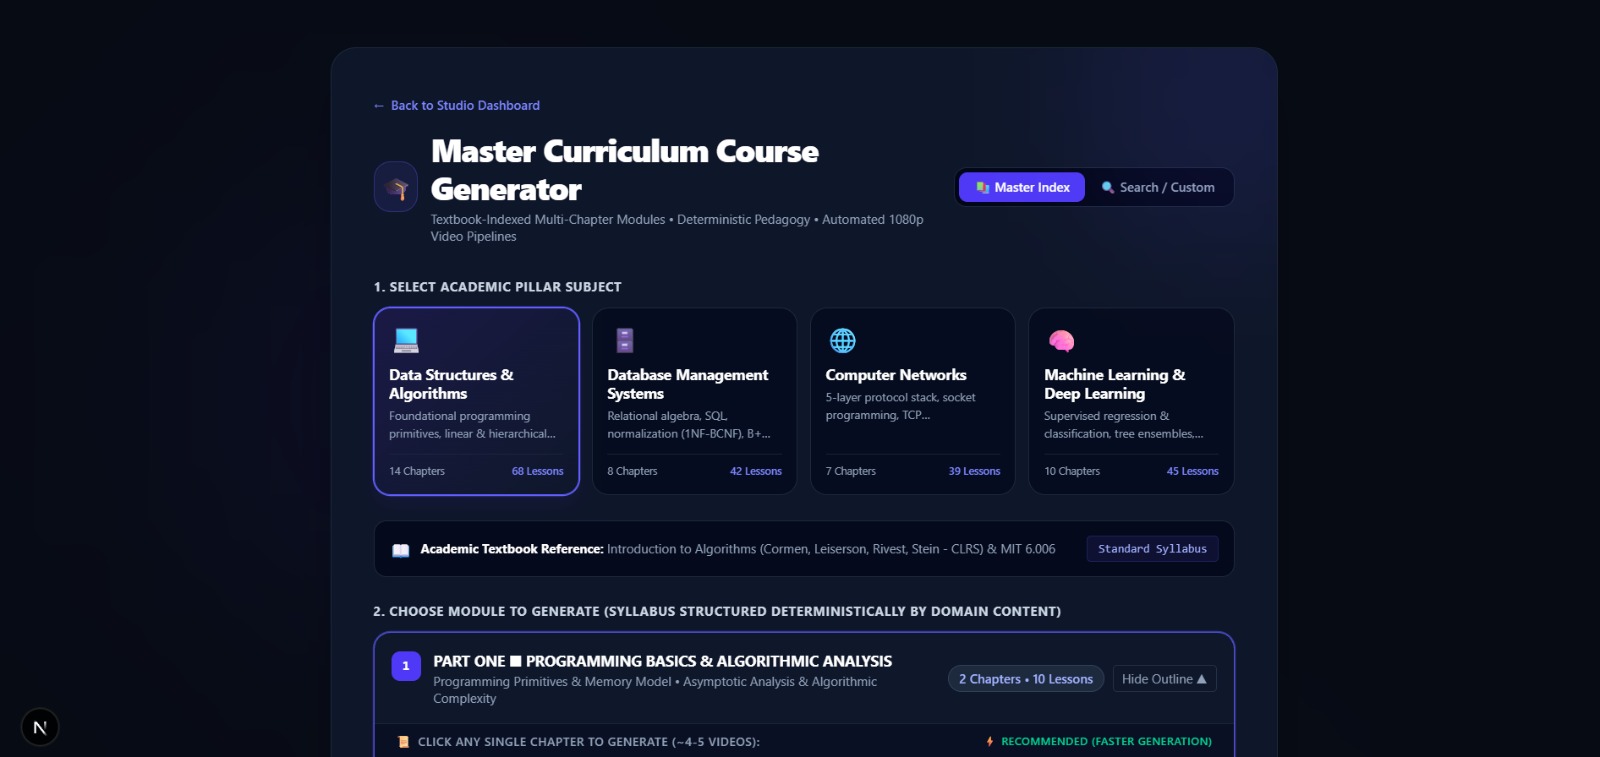 ← Back to Studio Dashboard
Master Curriculum Course
Generator
Textbook-Indexed Multi-Chapter Modules • Deterministic Pedagogy • Automated 1080p
Video Pipelines
Master Index
Search / Custom
1. SELECT ACADEMIC PILLAR SUBJECT
Data Structures &
Algorithms
Foundational programming
primitives, linear & hierarchical...
14 Chapters
68 Lessons
Database Management
Systems
Relational algebra, SQL,
normalization (1NF-BCNF), B+...
8 Chapters
42 Lessons
Computer Networks
5-layer protocol stack, socket
programming, TCP...
7 Chapters
39 Lessons
Machine Learning &
Deep Learning
Supervised regression &
classification, tree ensembles,...
10 Chapters
45 Lessons
Academic Textbook Reference: Introduction to Algorithms (Cormen, Leiserson, Rivest, Stein - CLRS) & MIT 6.006
Standard Syllabus
2. CHOOSE MODULE TO GENERATE (SYLLABUS STRUCTURED DETERMINISTICALLY BY DOMAIN CONTENT)
1
PART ONE ■ PROGRAMMING BASICS & ALGORITHMIC ANALYSIS
Programming Primitives & Memory Model • Asymptotic Analysis & Algorithmic
Complexity
2 Chapters • 10 Lessons
Hide Outline ▲
CLICK ANY SINGLE CHAPTER TO GENERATE (~4-5 VIDEOS):
RECOMMENDED (FASTER GENERATION)
N